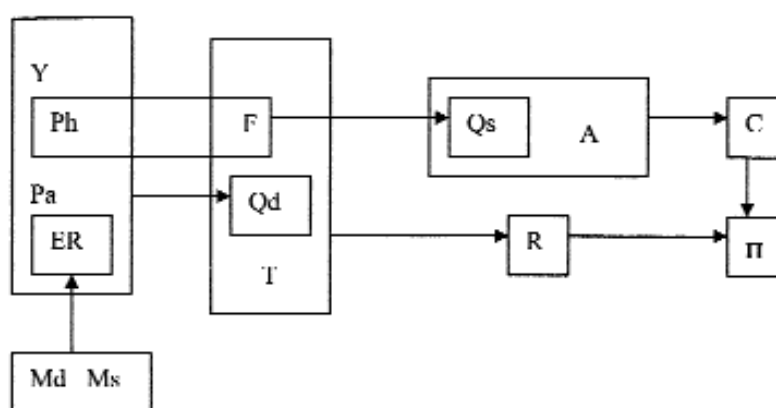 Y
Ph F Qs A C
Pa Qd
ER R П
T
Md Ms